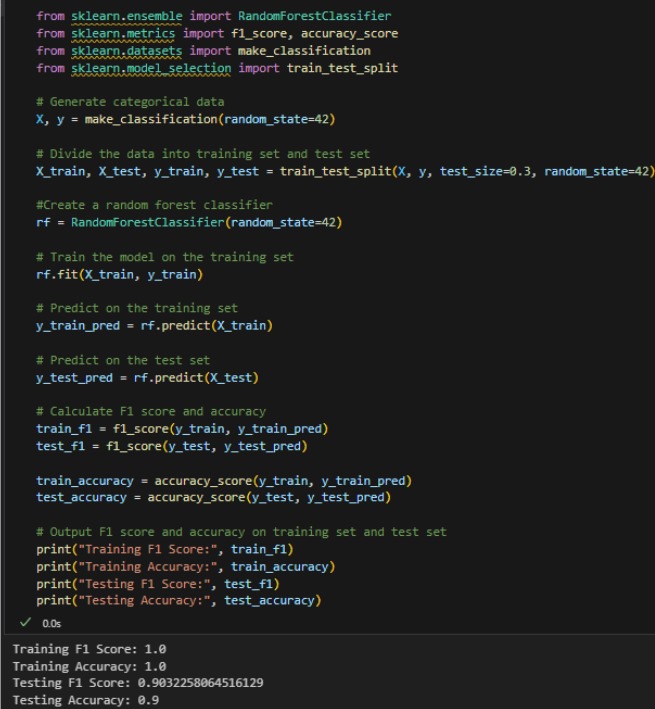 from sklearn.ensemble import RandomForestClassifier
from sklearn.metrics import f1_score, accuracy_score
from sklearn.datasets import make_classification
from sklearn.model_selection import train_test_split
# Generate categorical data
X, y = make_classification(random_state=42)
# Divide the data into training set and test set
X_train, X_test, y_train, y_test = train_test_split(X, y, test_size=0.3, random_state=42)
#Create a random forest classifier
rf = RandomForestClassifier(random_state=42)
# Train the model on the training set
rf.fit(X_train, y_train)
# Predict on the training set
y_train_pred = rf.predict(X_train)
# Predict on the test set
y_test_pred = rf.predict(X_test)
# Calculate F1 score and accuracy
train_f1 = f1_score(y_train, y_train_pred)
test_f1 = f1_score(y_test, y_test_pred)
train_accuracy = accuracy_score(y_train, y_train_pred)
test_accuracy = accuracy_score(y_test, y_test_pred)
# Output F1 score and accuracy on training set and test set
print("Training F1 Score:", train_f1)
print("Training Accuracy:", train_accuracy)
print("Testing F1 Score:", test_f1)
print("Testing Accuracy:", test_accuracy)
✓ 0.0s
Training F1 Score: 1.0
Training Accuracy: 1.0
Testing F1 Score: 0.9032258064516129
Testing Accuracy: 0.9